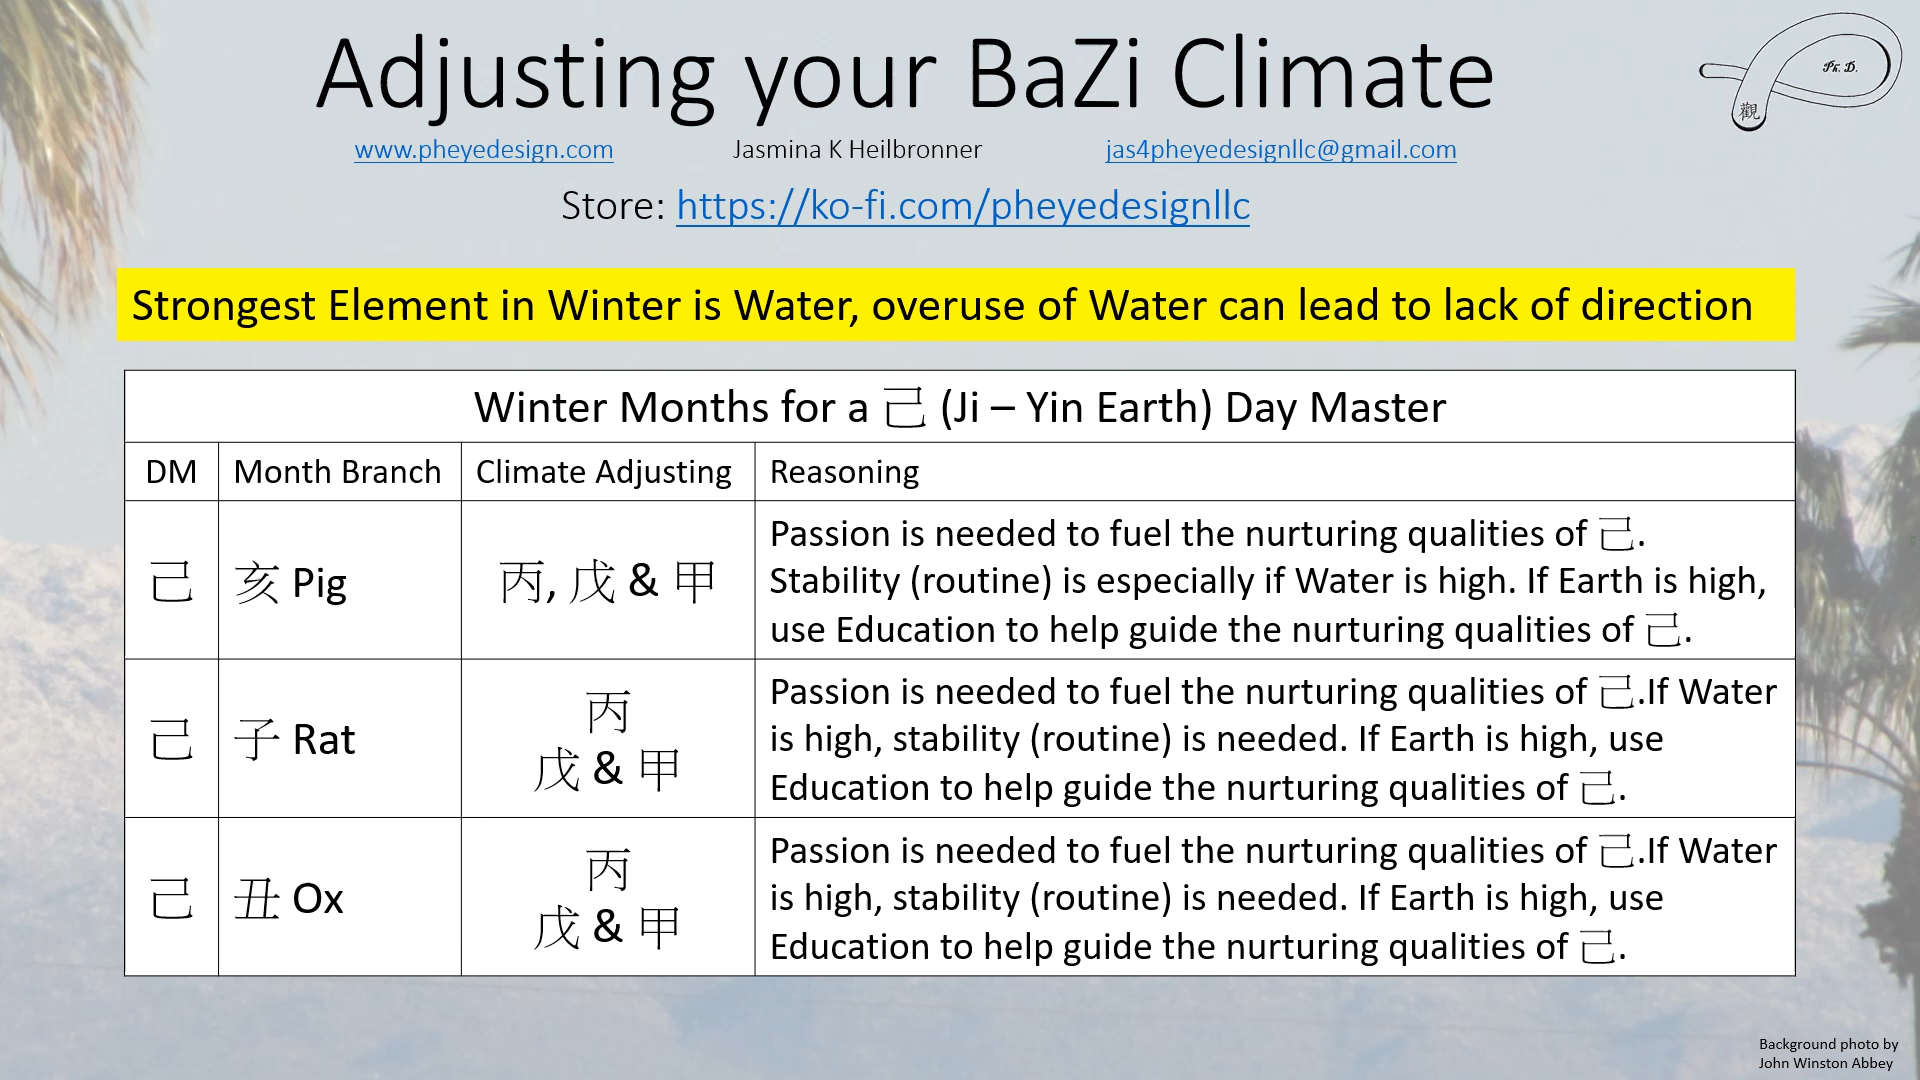 Adjusting your BaZi Climate
Ph. D.
觀
www.pheyedesign.com Jasmina K Heilbronner jas4pheyedesignllc@gmail.com
Store: https://ko-fi.com/pheyedesignllc
Strongest Element in Winter is Water, overuse of Water can lead to lack of direction
Winter Months for a 己 (Ji – Yin Earth) Day Master
DM Month Branch Climate Adjusting Reasoning
己
亥 Pig
丙, 戊 & 甲
Passion is needed to fuel the nurturing qualities of 己.
Stability (routine) is especially if Water is high. If Earth is high,
use Education to help guide the nurturing qualities of 己.
己
子 Rat
丙
戊 & 甲
Passion is needed to fuel the nurturing qualities of 己.If Water
is high, stability (routine) is needed. If Earth is high, use
Education to help guide the nurturing qualities of 己.
己
丑 Ox
丙
戊 & 甲
Passion is needed to fuel the nurturing qualities of 己.If Water
is high, stability (routine) is needed. If Earth is high, use
Education to help guide the nurturing qualities of 己.
Background photo by
John Winston Abbey